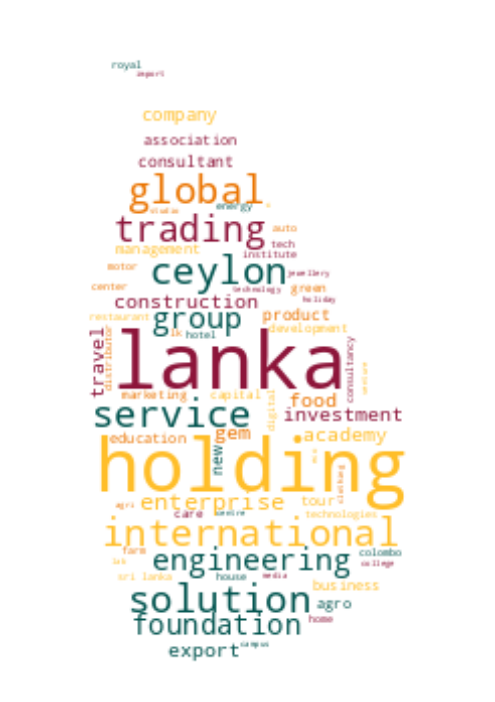 royal
import
company
association
consultant
global
studio
energy
trading
auto
tech
management
institute
motor
ceylon
jewellery
center
technology
green
holiday
construction
restaurant
group
product
lk
hotel
development
travel
distributor
lanka
consultancy
secure
marketing
capital
digital
food
service
investment
education
gem
academy
new
holding
clothing
agri
enterprise
tour
care
centre
technologies
international
farm
engineering
colombo
college
sri lanka
house
media
business
solution
agro
foundation
home
export
campus